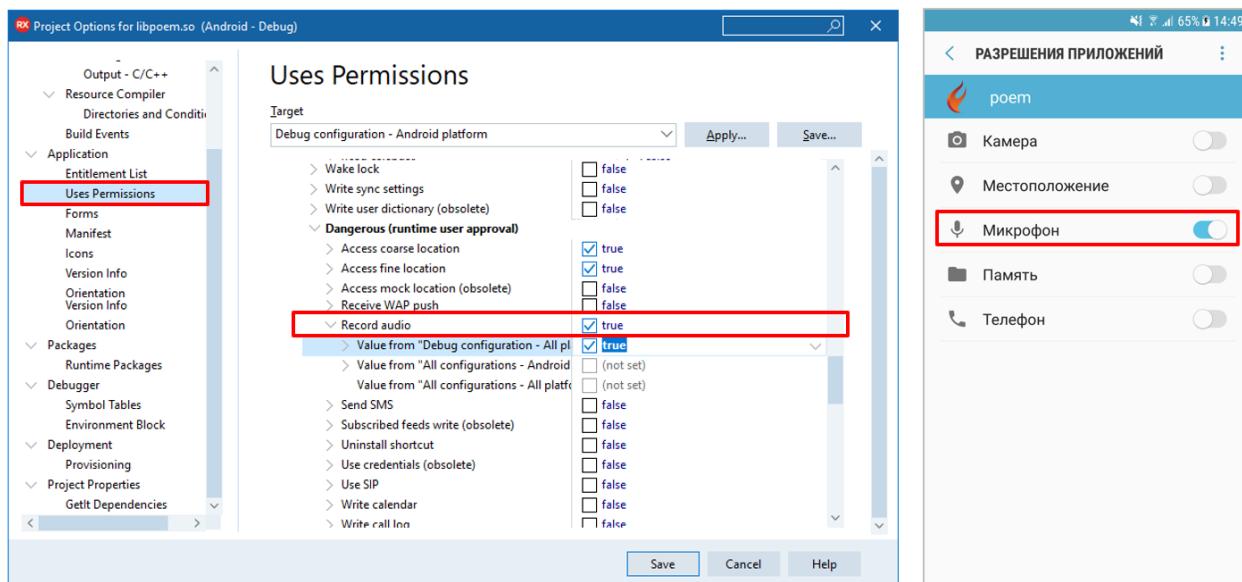 RX Project Options for libpoem.so (Android - Debug)
Output - C/C++
Resource Compiler
Directories and Conditi
Build Events
Application
Entitlement List
Uses Permissions
Forms
Manifest
Icons
Version Info
Orientation
Version Info
Orientation
Packages
Runtime Packages
Debugger
Symbol Tables
Environment Block
Deployment
Provisioning
Project Properties
GetIt Dependencies
Uses Permissions
Target
Debug configuration - Android platform
Apply...
Save...
Wake lock false
Write sync settings false
Write user dictionary (obsolete) false
Dangerous (runtime user approval)
Access coarse location true
Access fine location true
Access mock location (obsolete) false
Receive WAP push false
Record audio true
Value from "Debug configuration - All pl true
Value from "All configurations - Android (not set)
Value from "All configurations - All platfo (not set)
Send SMS false
Subscribed feeds write (obsolete) false
Uninstall shortcut false
Use credentials (obsolete) false
Use SIP false
Write calendar false
Write call log false
Save
Cancel
Help
65% 14:49
РАЗРЕШЕНИЯ ПРИЛОЖЕНИЙ
poem
Камера
Местоположение
Микрофон
Память
Телефон